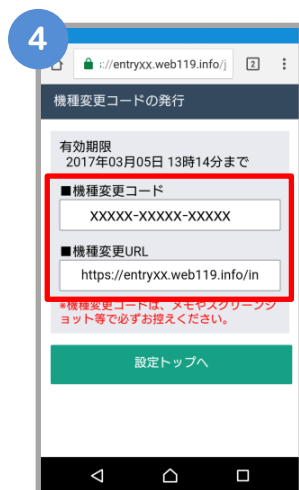 4
s://entryxx.web119.info/j
2
機種変更コードの発行
有効期限
2017年03月05日 13時14分まで
■機種変更コード
XXXXX-XXXXX-XXXXX
■機種変更URL
https://entryxx.web119.info/in
*機種変更コードは、メモやスクリーンシ
ョット等で必ずお控えください。
設定トップへ